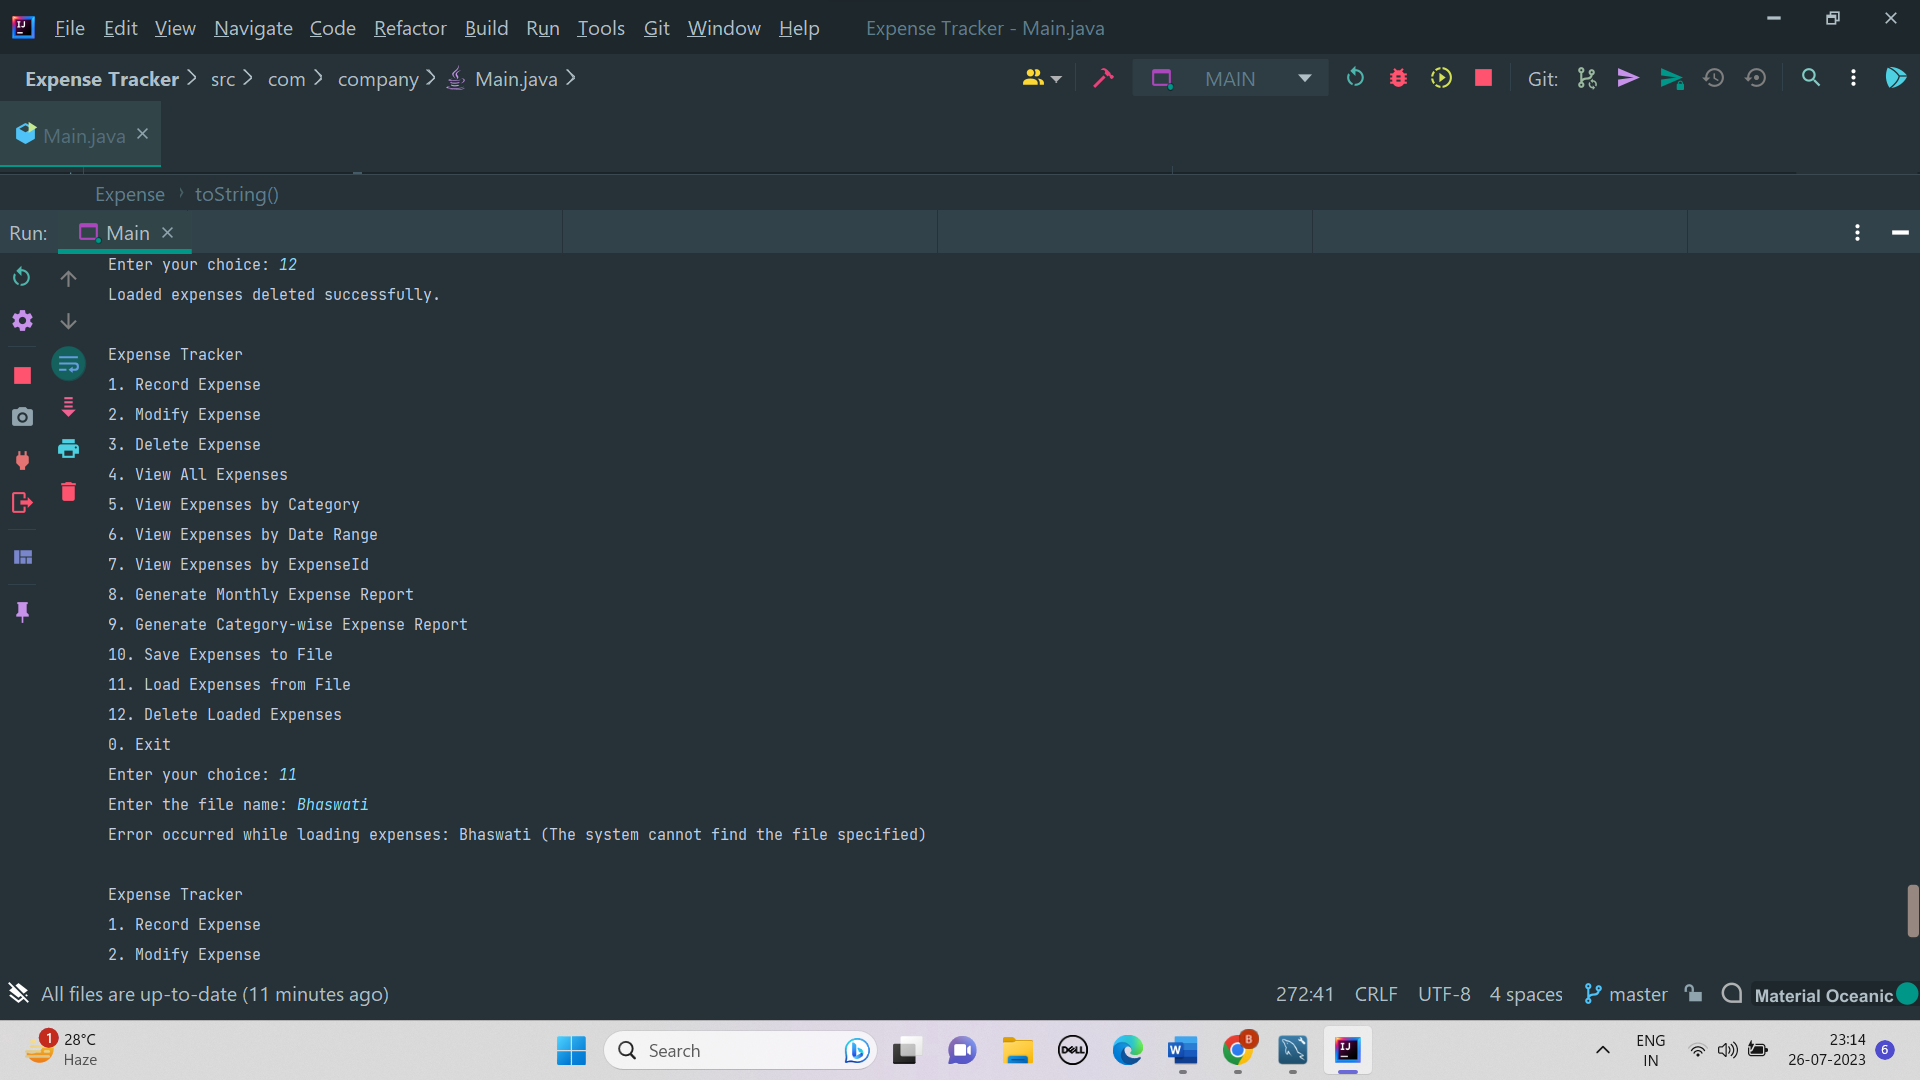 File Edit View Navigate Code Refactor Build Run Tools Git Window Help Expense Tracker - Main.java
Expense Tracker src com company Main.java MAIN Git:
Main.java
Expense toString()
Run: Main
Enter your choice: 12
Loaded expenses deleted successfully.
Expense Tracker
1. Record Expense
2. Modify Expense
3. Delete Expense
4. View All Expenses
5. View Expenses by Category
6. View Expenses by Date Range
7. View Expenses by ExpenseId
8. Generate Monthly Expense Report
9. Generate Category-wise Expense Report
10. Save Expenses to File
11. Load Expenses from File
12. Delete Loaded Expenses
0. Exit
Enter your choice: 11
Enter the file name: Bhaswati
Error occurred while loading expenses: Bhaswati (The system cannot find the file specified)
Expense Tracker
1. Record Expense
2. Modify Expense
All files are up-to-date (11 minutes ago) 272:41 CRLF UTF-8 4 spaces master Material Oceanic
1 28°C
Haze
Search
DELL
W
B
IJ
ENG
IN
23:14
26-07-2023
6